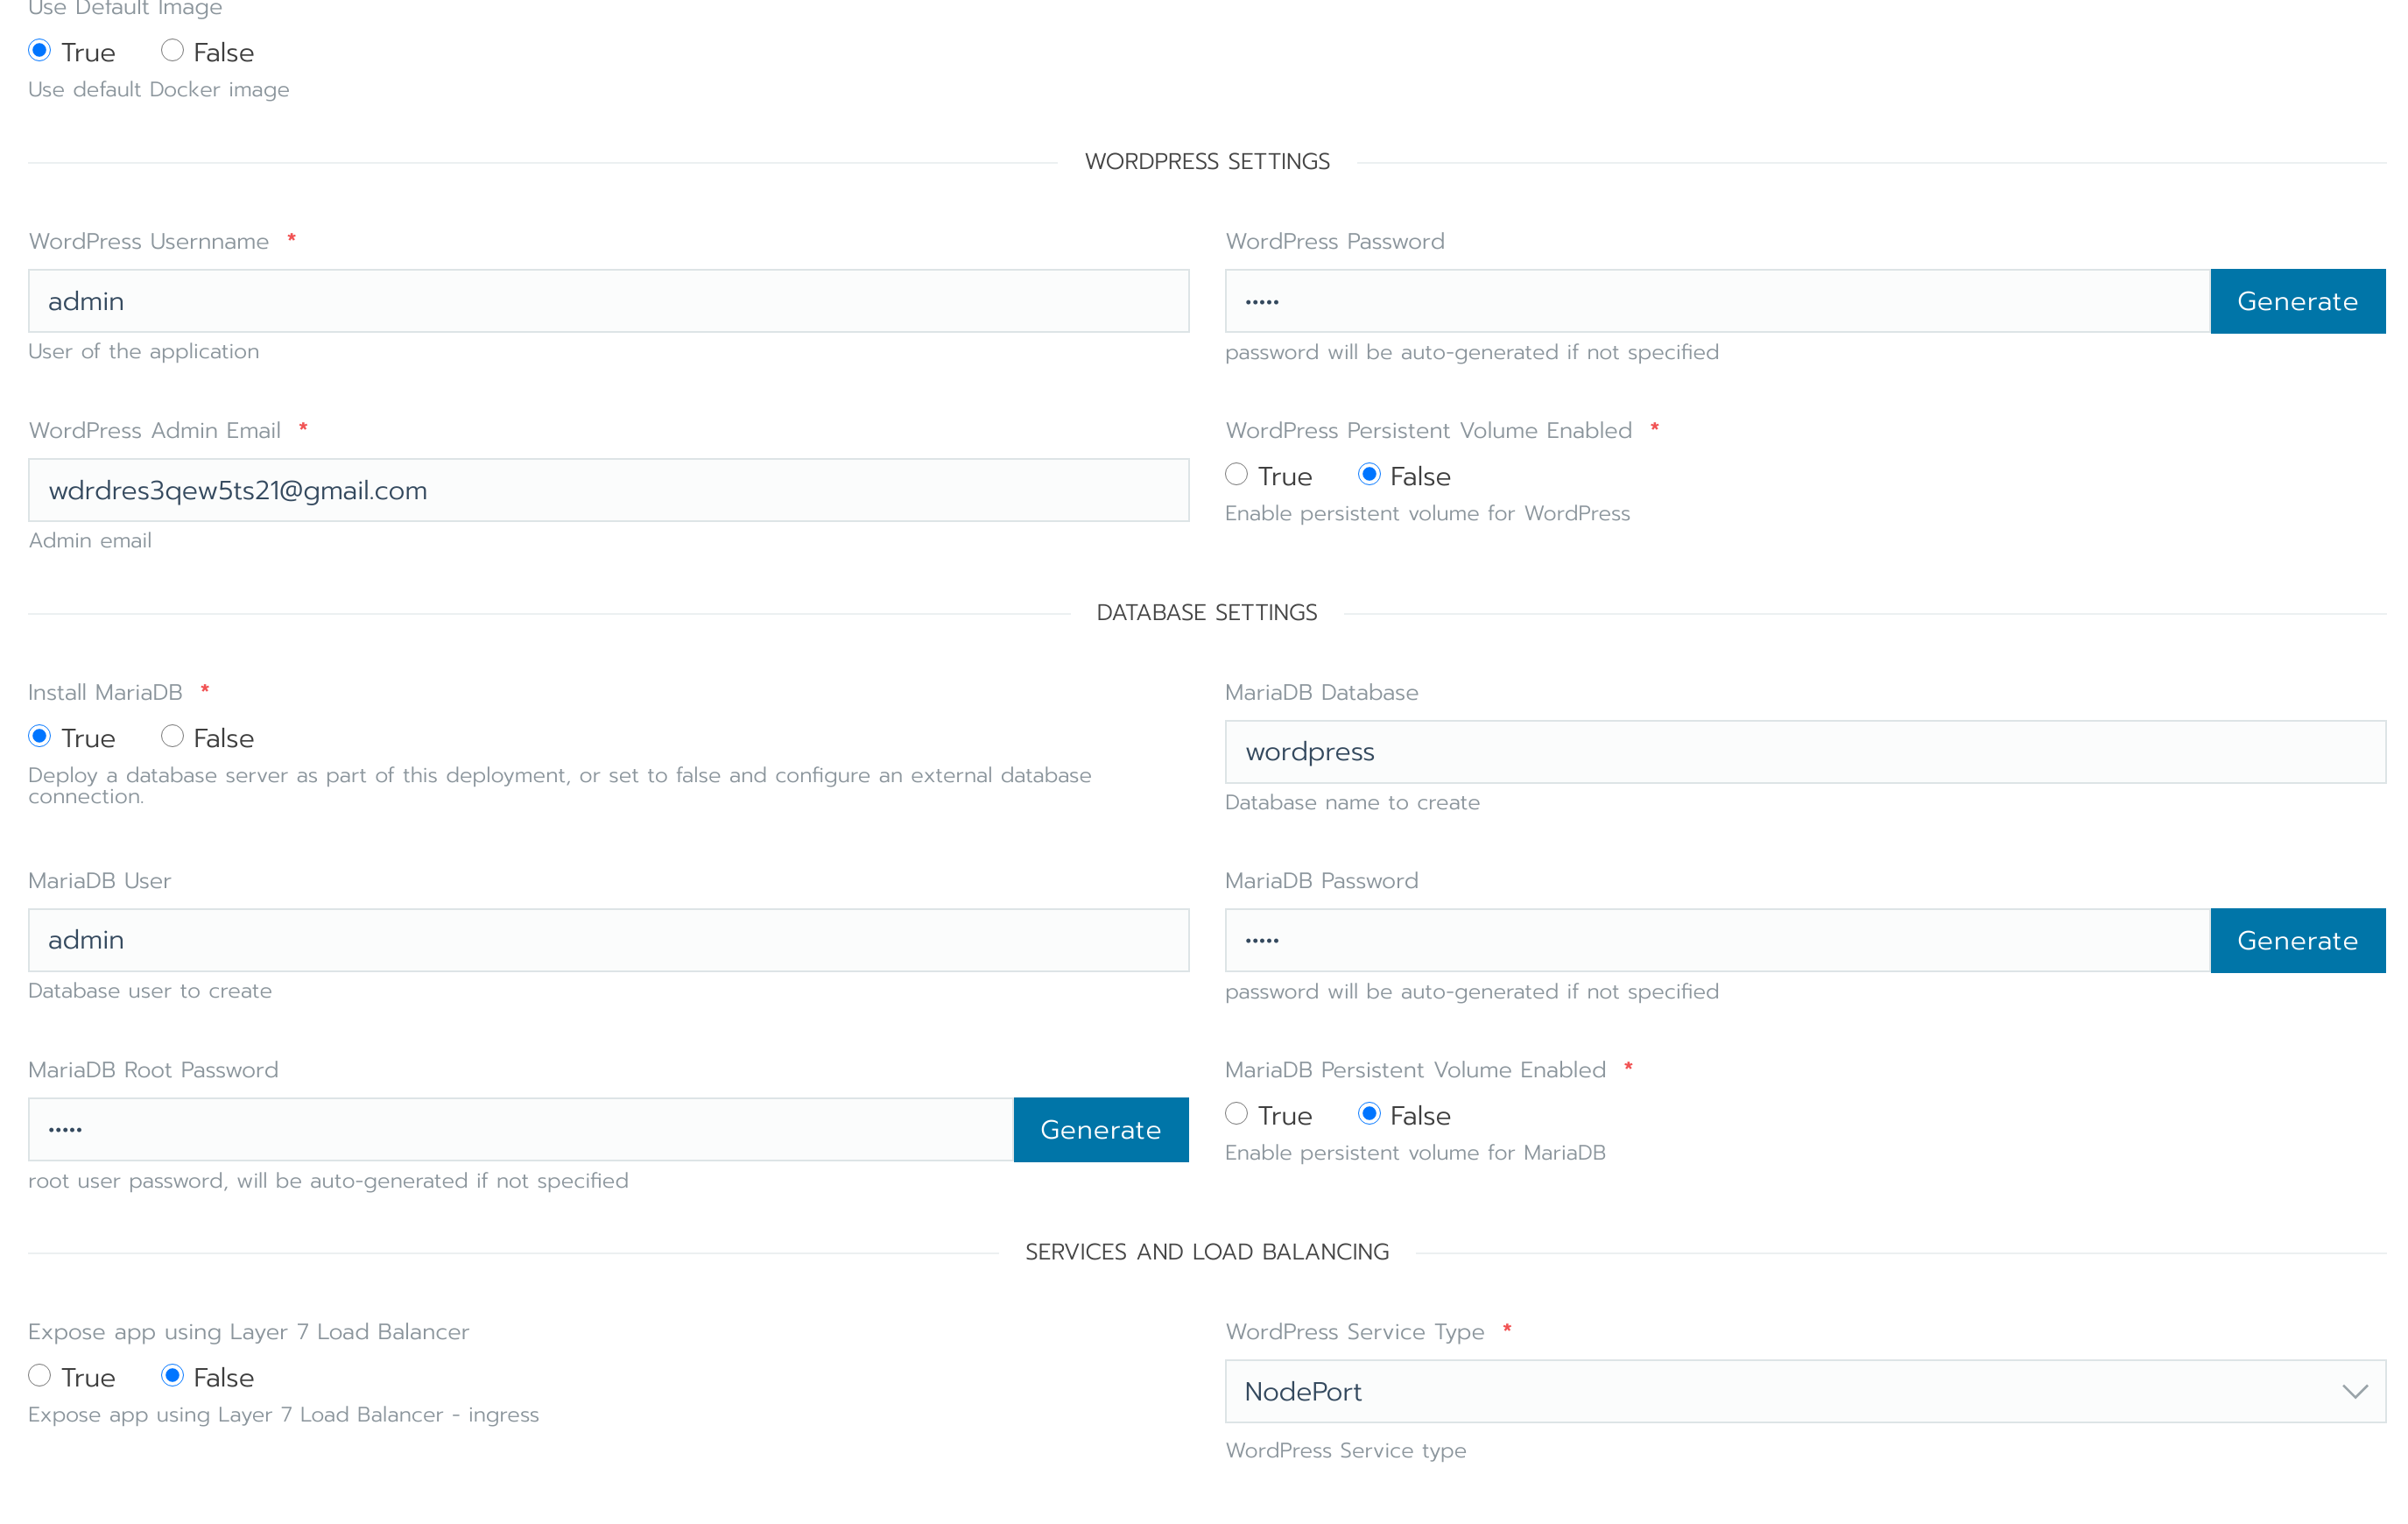 Use Default Image
True False
Use default Docker image
WORDPRESS SETTINGS
WordPress Usernname *
admin
User of the application
WordPress Password
••••• Generate
password will be auto-generated if not specified
WordPress Admin Email *
wdrdres3qew5ts21@gmail.com
Admin email
WordPress Persistent Volume Enabled *
True False
Enable persistent volume for WordPress
DATABASE SETTINGS
Install MariaDB *
True False
Deploy a database server as part of this deployment, or set to false and configure an external database
connection.
MariaDB Database
wordpress
Database name to create
MariaDB User
admin
Database user to create
MariaDB Password
••••• Generate
password will be auto-generated if not specified
MariaDB Root Password
••••• Generate
root user password, will be auto-generated if not specified
MariaDB Persistent Volume Enabled *
True False
Enable persistent volume for MariaDB
SERVICES AND LOAD BALANCING
Expose app using Layer 7 Load Balancer
True False
Expose app using Layer 7 Load Balancer - ingress
WordPress Service Type *
NodePort
WordPress Service type